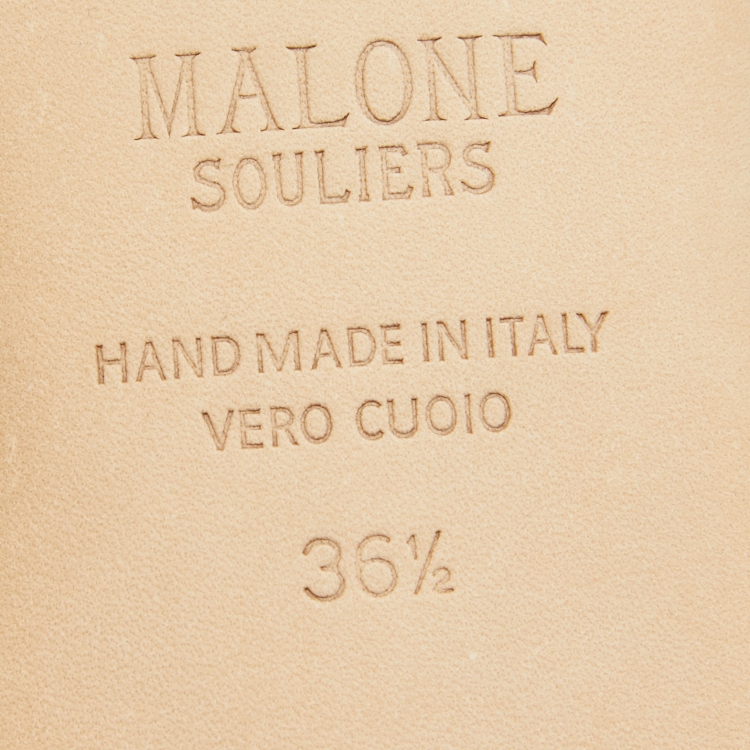 MALONE
SOULIERS
HAND MADE IN ITALY
VERO CUOIO
36½